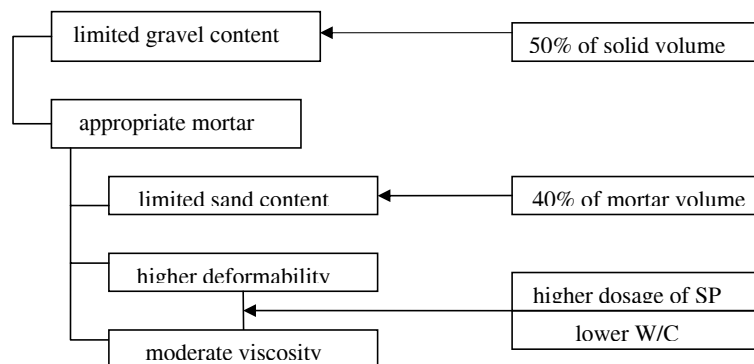 limited gravel content
50% of solid volume
appropriate mortar
limited sand content
40% of mortar volume
higher deformability
higher dosage of SP
lower W/C
moderate viscosity